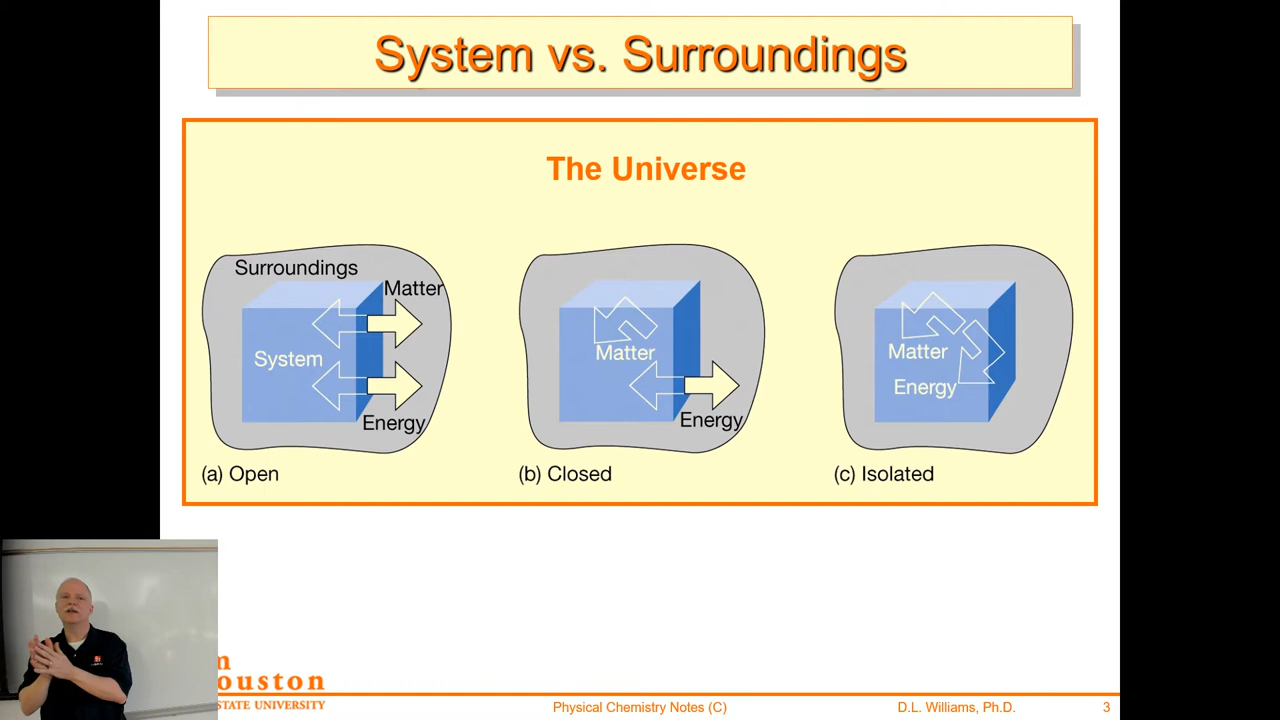 System vs. Surroundings
The Universe
Surroundings
Matter
System
Energy
(a) Open
Matter
Energy
(b) Closed
Matter
Energy
(c) Isolated
n
ouston
STATE UNIVERSITY
Physical Chemistry Notes (C)
D.L. Williams, Ph.D.
3